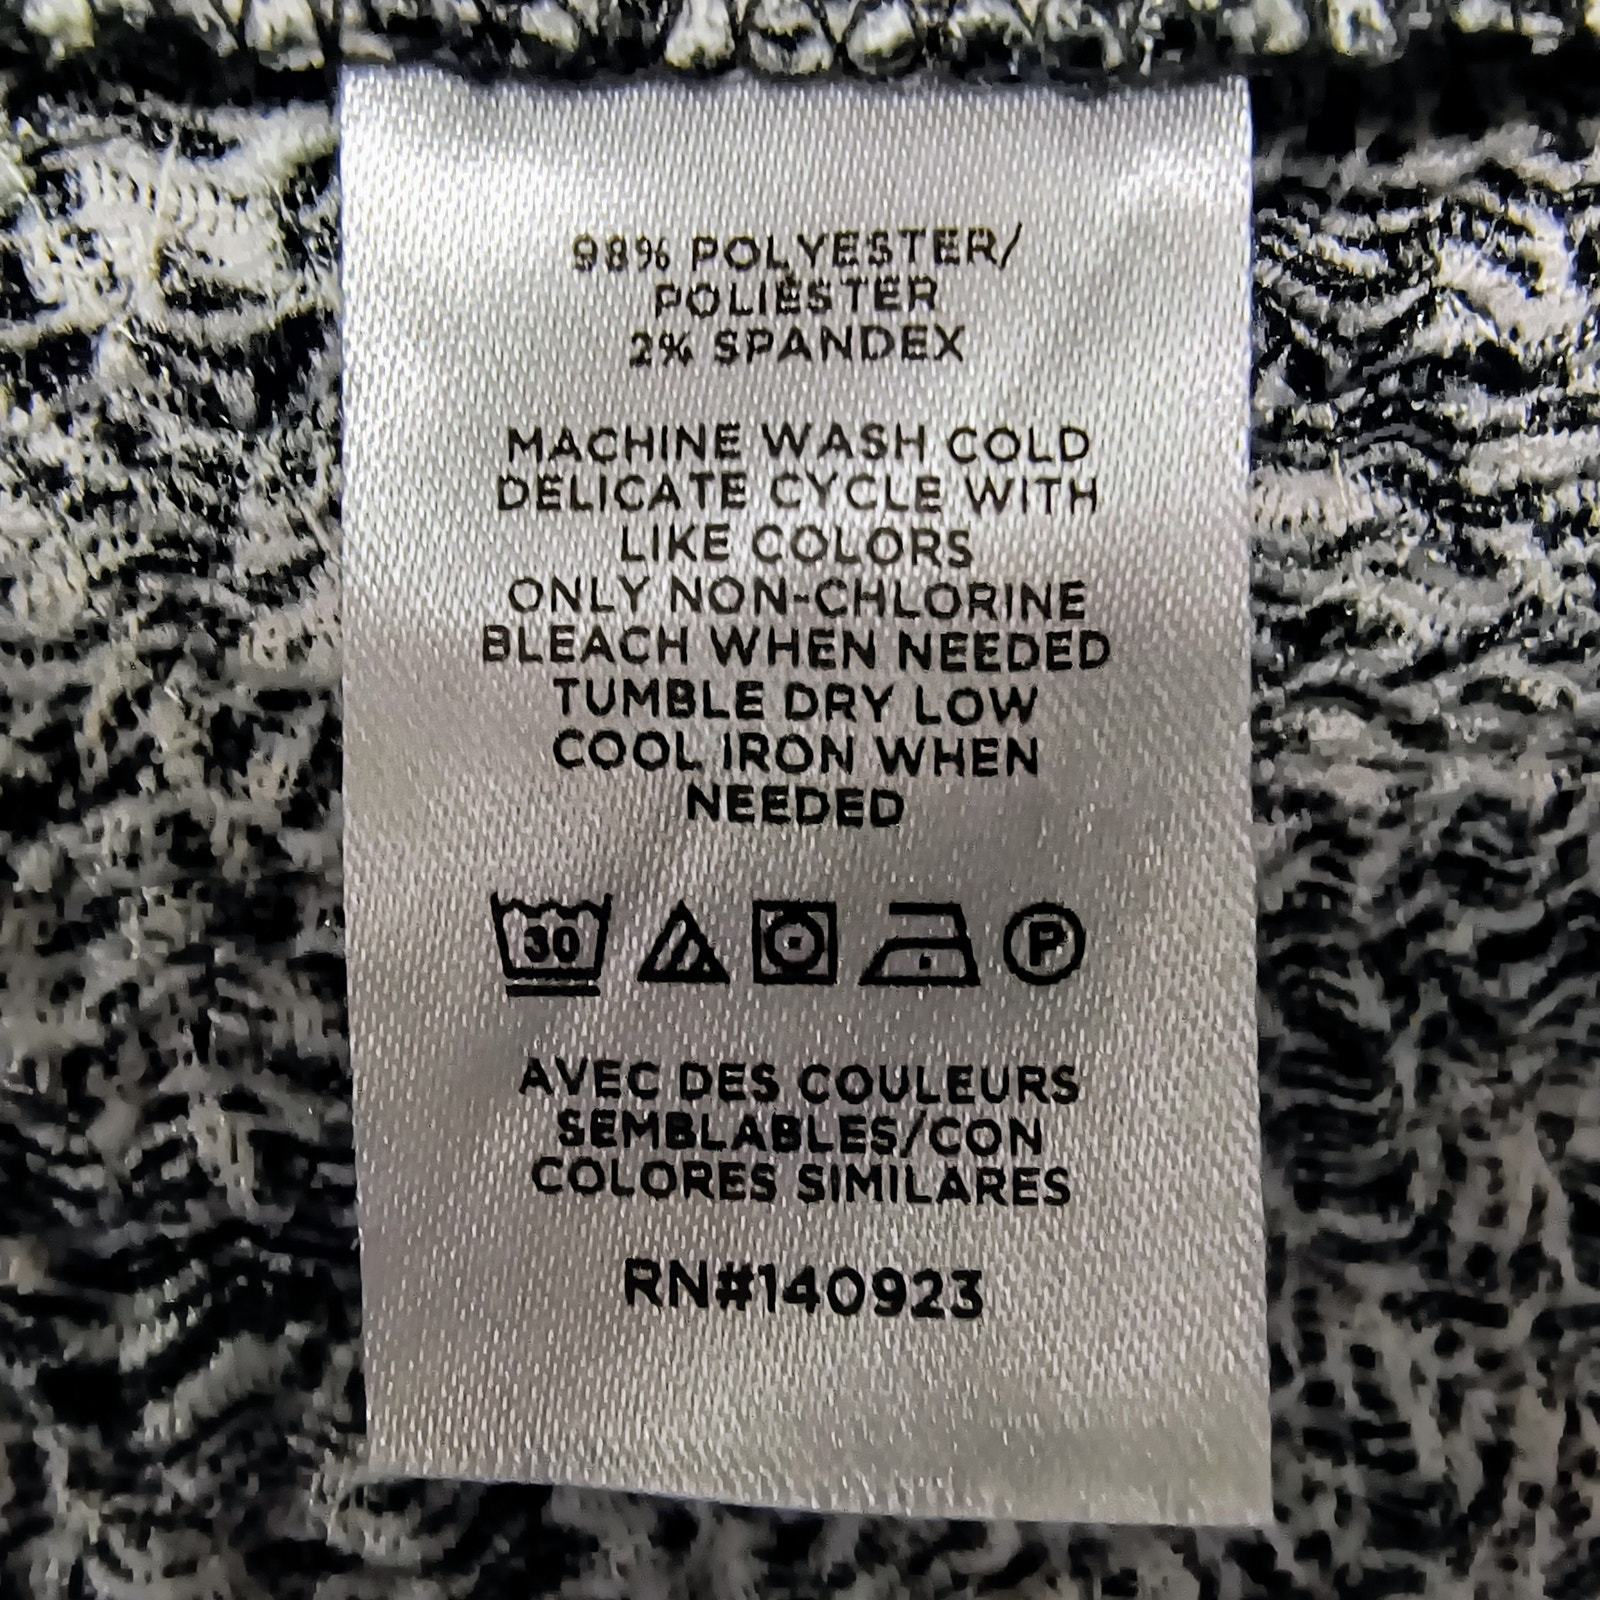 98% POLYESTER/
POLIÈSTER
2% SPANDEX
MACHINE WASH COLD
DELICATE CYCLE WITH
LIKE COLORS
ONLY NON-CHLORINE
BLEACH WHEN NEEDED
TUMBLE DRY LOW
COOL IRON WHEN
NEEDED
30 P
AVEC DES COULEURS
SEMBLABLES/CON
COLORES SIMILARES
RN#140923